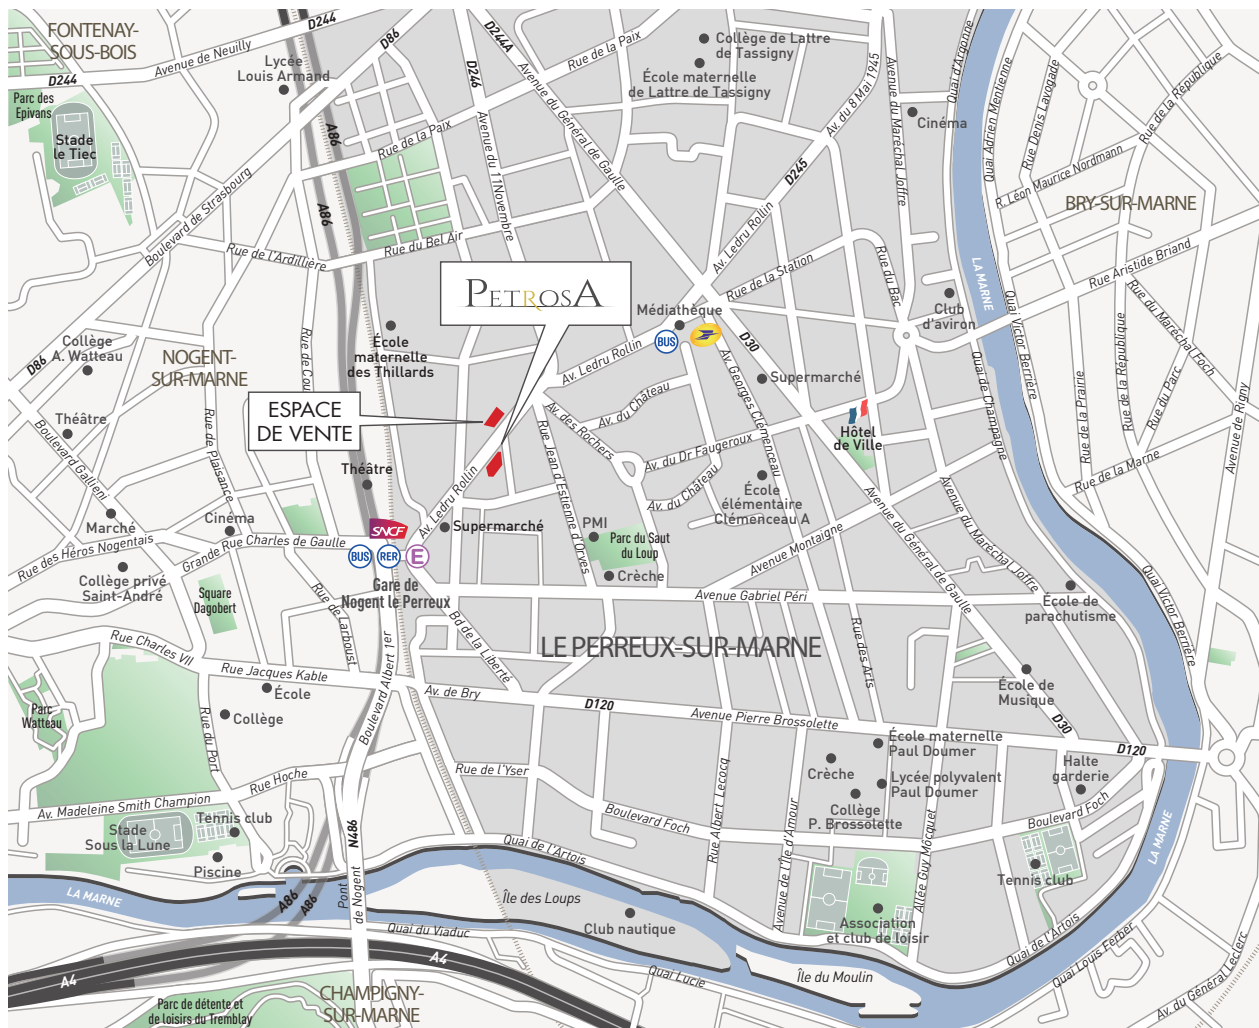 FONTENAY-
SOUS-BOIS
D244
D86
D244A
Avenue de Neuilly
D244
Lycée
Louis Armand
D246
Rue de la Paix
Collège de Lattre
de Tassigny
École maternelle
de Lattre de Tassigny
Av. du 8 Mai 1945
Avenue du Maréchal Joffre
Quai d'Argonne
Cinéma
Quai Adrien Mentienne
Rue Denis Lavogade
Rue de la République
R. Léon Maurice Nordmann
BRY-SUR-MARNE
Parc des
Epivans
Stade
le Tiec
A86
Rue de la Paix
Avenue du 11Novembre
Avenue du Général de Gaulle
D245
Boulevard de Strasbourg
A86
Rue de l'Ardillière
Rue du Bel Air
Av. Ledru Rollin
Rue de la Station
Rue du Bac
LA MARNE
Rue Aristide Briand
PETROSA
Médiathèque
BUS
Club
d'aviron
Quai Victor Berrière
Rue du Maréchal Foch
Rue de la République
Collège
A. Watteau
D86
NOGENT-
SUR-MARNE
Rue de Cou
École
maternelle
des Thillards
Av. Ledru Rollin
D30
Supermarché
Av. Georges Clémenceau
Quai de Champagne
Rue de la Prairie
Rue du Parc
Avenue de Rigny
ESPACE
DE VENTE
Théâtre
Boulevard Gallieni
Rue de Plaisance
Av. du Château
Av. des Rochers
Rue Jean d'Estienne d'Orves
Av. du Dr Faugeroux
Hôtel
de Ville
Rue de la Marne
Théâtre
Av. Ledru Rollin
Av. du Château
École
élémentaire
Clémenceau A
Marché
Cinéma
SNCF
Supermarché
PMI
Parc du Saut
du Loup
Crèche
Avenue Montaigne
Avenue du Général de Gaulle
Avenue du Maréchal Joffre
Rue des Héros Nogentais
Grande Rue Charles de Gaulle
BUS
RER
E
Gare de
Nogent le Perreux
Collège privé
Saint-André
Square
Dagobert
Rue de Larboust
Avenue Gabriel Péri
École de
parachutisme
Quai Victor Berrière
Rue Charles VII
Rue Jacques Kable
Boulevard Albert 1er
Bd de la Liberté
LE PERREUX-SUR-MARNE
Rue des Arts
École de
Musique
Parc
Watteau
École
Collège
Av. de Bry
D120
Avenue Pierre Brossolette
D30
D120
Rue du Port
École maternelle
Paul Doumer
Crèche
Lycée polyvalent
Paul Doumer
Collège
P. Brossolette
Halte
garderie
Rue Hoche
Rue de l'Yser
Boulevard Foch
Rue Albert Lecocq
Avenue de l'Île d'Amour
Allée Guy Môcquet
Boulevard Foch
Av. Madeleine Smith Champion
Stade
Sous la Lune
Tennis club
Piscine
N486
Quai de l'Artois
LA MARNE
Tennis club
LA MARNE
A86
A86
Pont
de Nogent
Île des Loups
Club nautique
Association
et club de loisir
Quai de l'Artois
Quai Louis Ferber
Quai du Viaduc
A4
A4
Quai Lucie
Île du Moulin
Av. du Général Leclerc
Parc de détente et
de loisirs du Tremblay
CHAMPIGNY-
SUR-MARNE